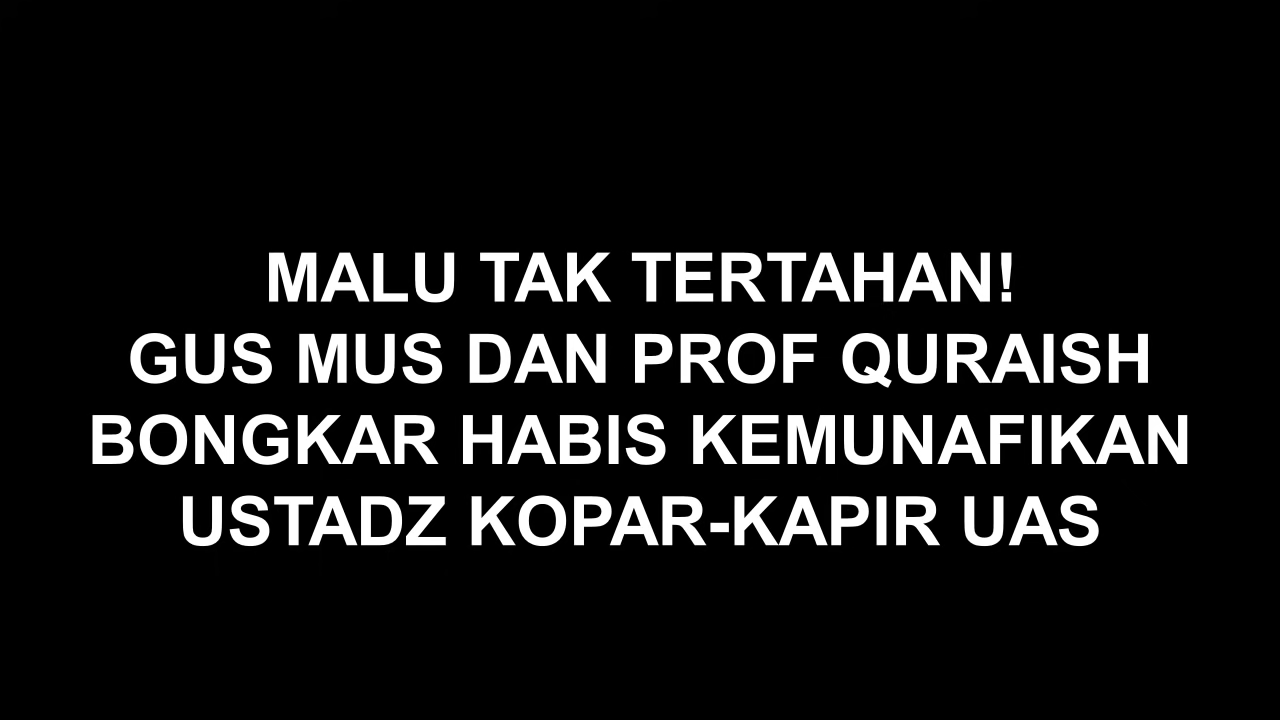 MALU TAK TERTAHAN!
GUS MUS DAN PROF QURAISH
BONGKAR HABIS KEMUNAFIKAN
USTADZ KOPAR-KAPIR UAS